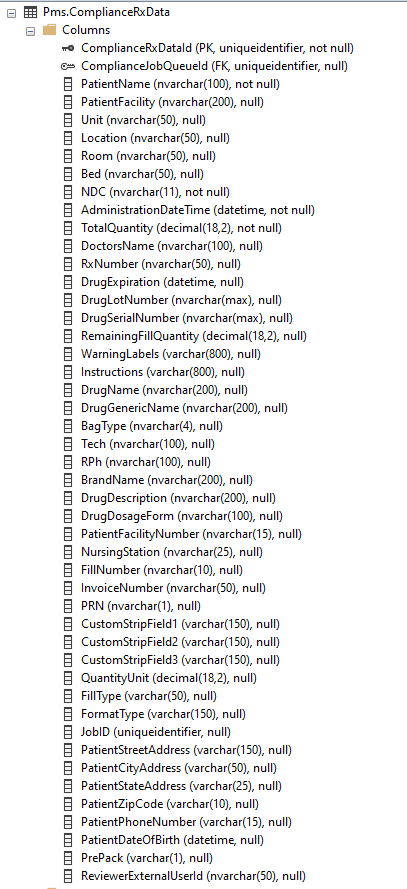 Pms.ComplianceRxData
Columns
ComplianceRxDataId (PK, uniqueidentifier, not null)
ComplianceJobQueueId (FK, uniqueidentifier, null)
PatientName (nvarchar(100), not null)
PatientFacility (nvarchar(200), null)
Unit (nvarchar(50), null)
Location (nvarchar(50), null)
Room (nvarchar(50), null)
Bed (nvarchar(50), null)
NDC (nvarchar(11), not null)
AdministrationDateTime (datetime, not null)
TotalQuantity (decimal(18,2), not null)
DoctorsName (nvarchar(100), null)
RxNumber (nvarchar(50), null)
DrugExpiration (datetime, null)
DrugLotNumber (nvarchar(max), null)
DrugSerialNumber (nvarchar(max), null)
RemainingFillQuantity (decimal(18,2), null)
WarningLabels (varchar(800), null)
Instructions (varchar(800), null)
DrugName (nvarchar(200), null)
DrugGenericName (nvarchar(200), null)
BagType (nvarchar(4), null)
Tech (nvarchar(100), null)
RPh (nvarchar(100), null)
BrandName (nvarchar(200), null)
DrugDescription (nvarchar(200), null)
DrugDosageForm (nvarchar(100), null)
PatientFacilityNumber (nvarchar(15), null)
NursingStation (nvarchar(25), null)
FillNumber (nvarchar(10), null)
InvoiceNumber (nvarchar(50), null)
PRN (nvarchar(1), null)
CustomStripField1 (varchar(150), null)
CustomStripField2 (varchar(150), null)
CustomStripField3 (varchar(150), null)
QuantityUnit (decimal(18,2), null)
FillType (varchar(50), null)
FormatType (varchar(150), null)
JobID (uniqueidentifier, null)
PatientStreetAddress (varchar(150), null)
PatientCityAddress (varchar(50), null)
PatientStateAddress (varchar(25), null)
PatientZipCode (varchar(10), null)
PatientPhoneNumber (varchar(15), null)
PatientDateOfBirth (datetime, null)
PrePack (varchar(1), null)
ReviewerExternalUserId (nvarchar(50), null)